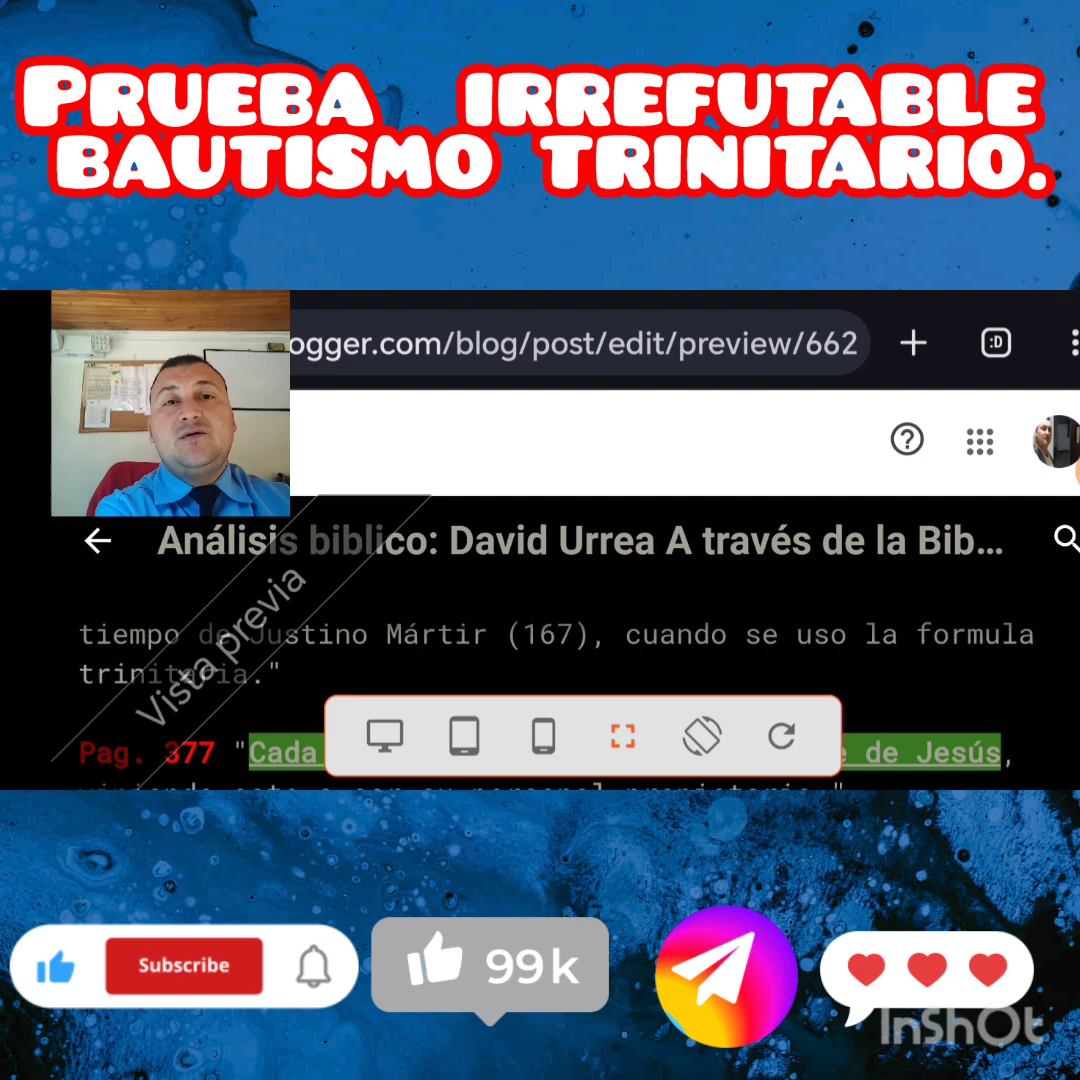 PRUEBA IRREFUTABLE
BAUTISMO TRINITARIO.
ogger.com/blog/post/edit/preview/662
:D
Análisis biblico: David Urrea A través de la Bib...
Vista previa
tiempo de Justino Mártir (167), cuando se uso la formula
trinitaria."
Pag. 377 "Cada de Jesús,
Subscribe
99k
InShOt